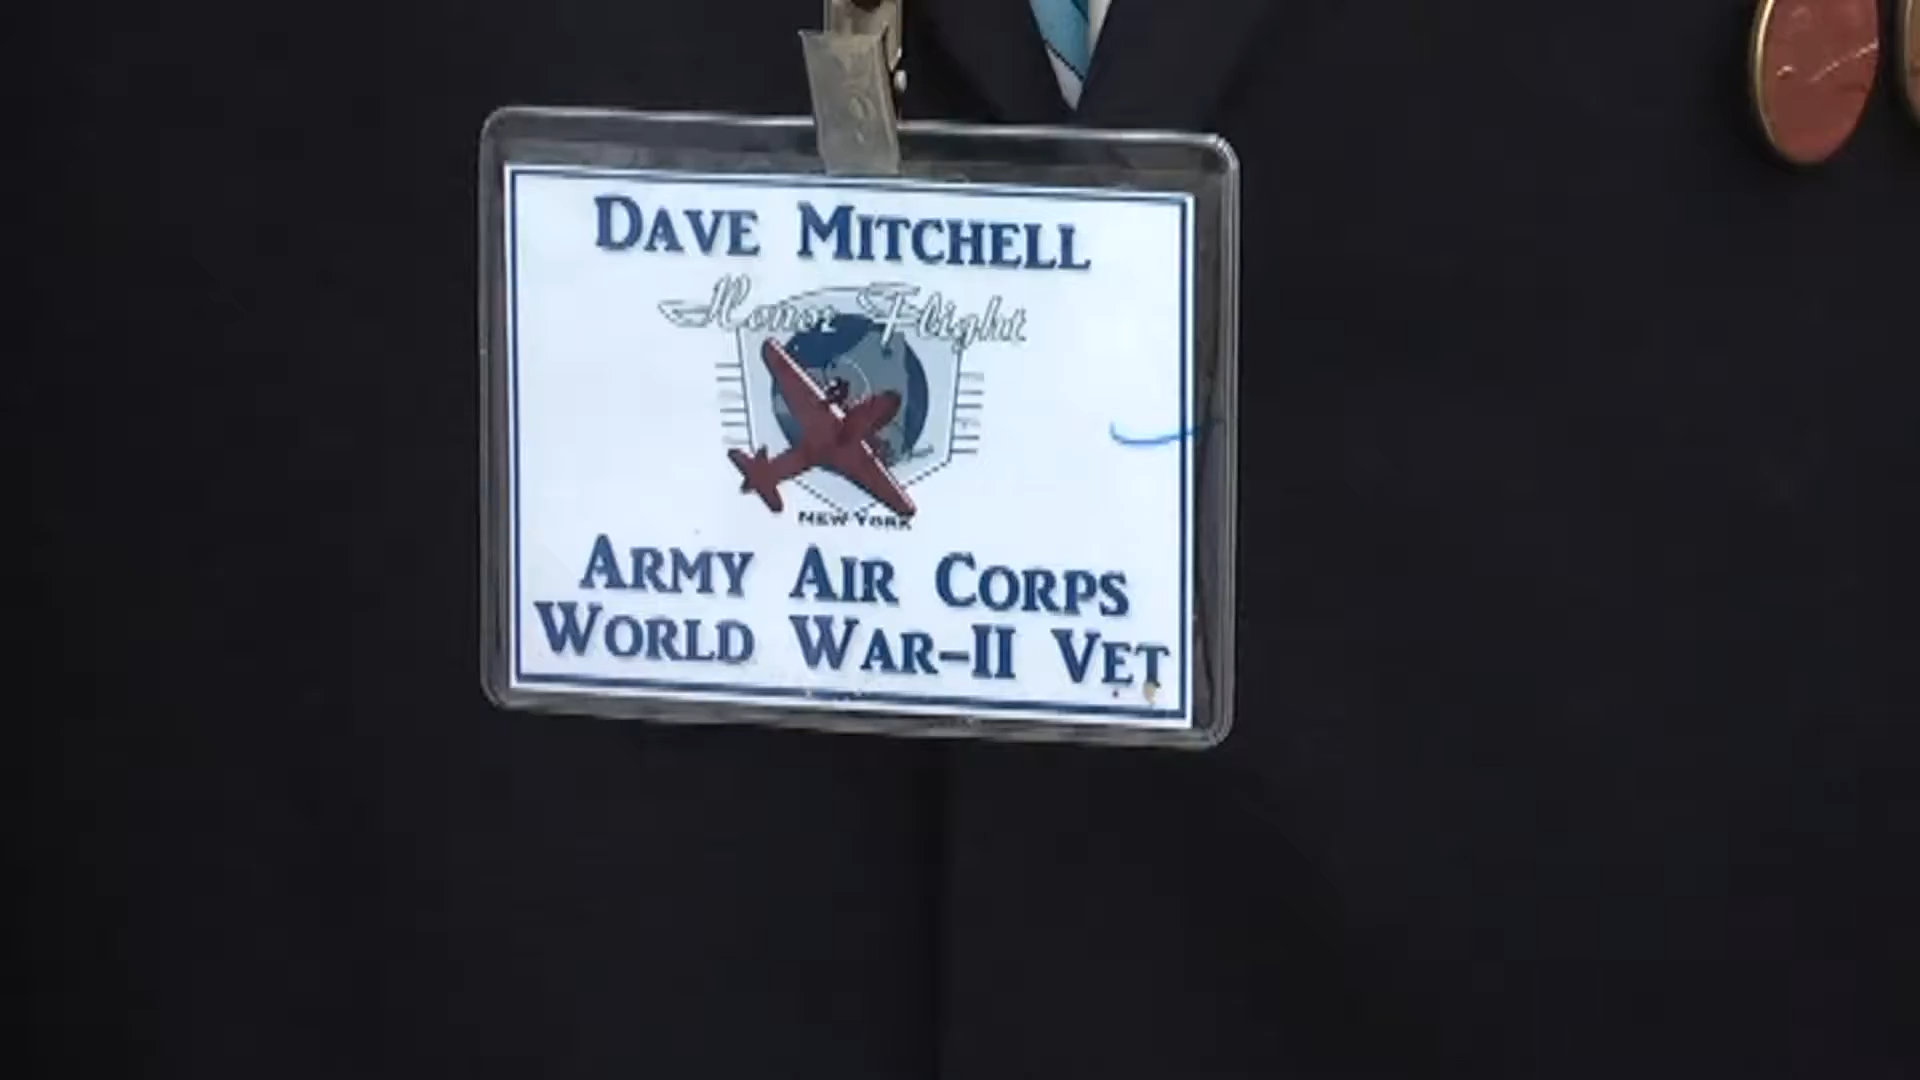 DAVE MITCHELL
Honor Flight
NEW YORK
ARMY AIR CORPS
WORLD WAR-II VET